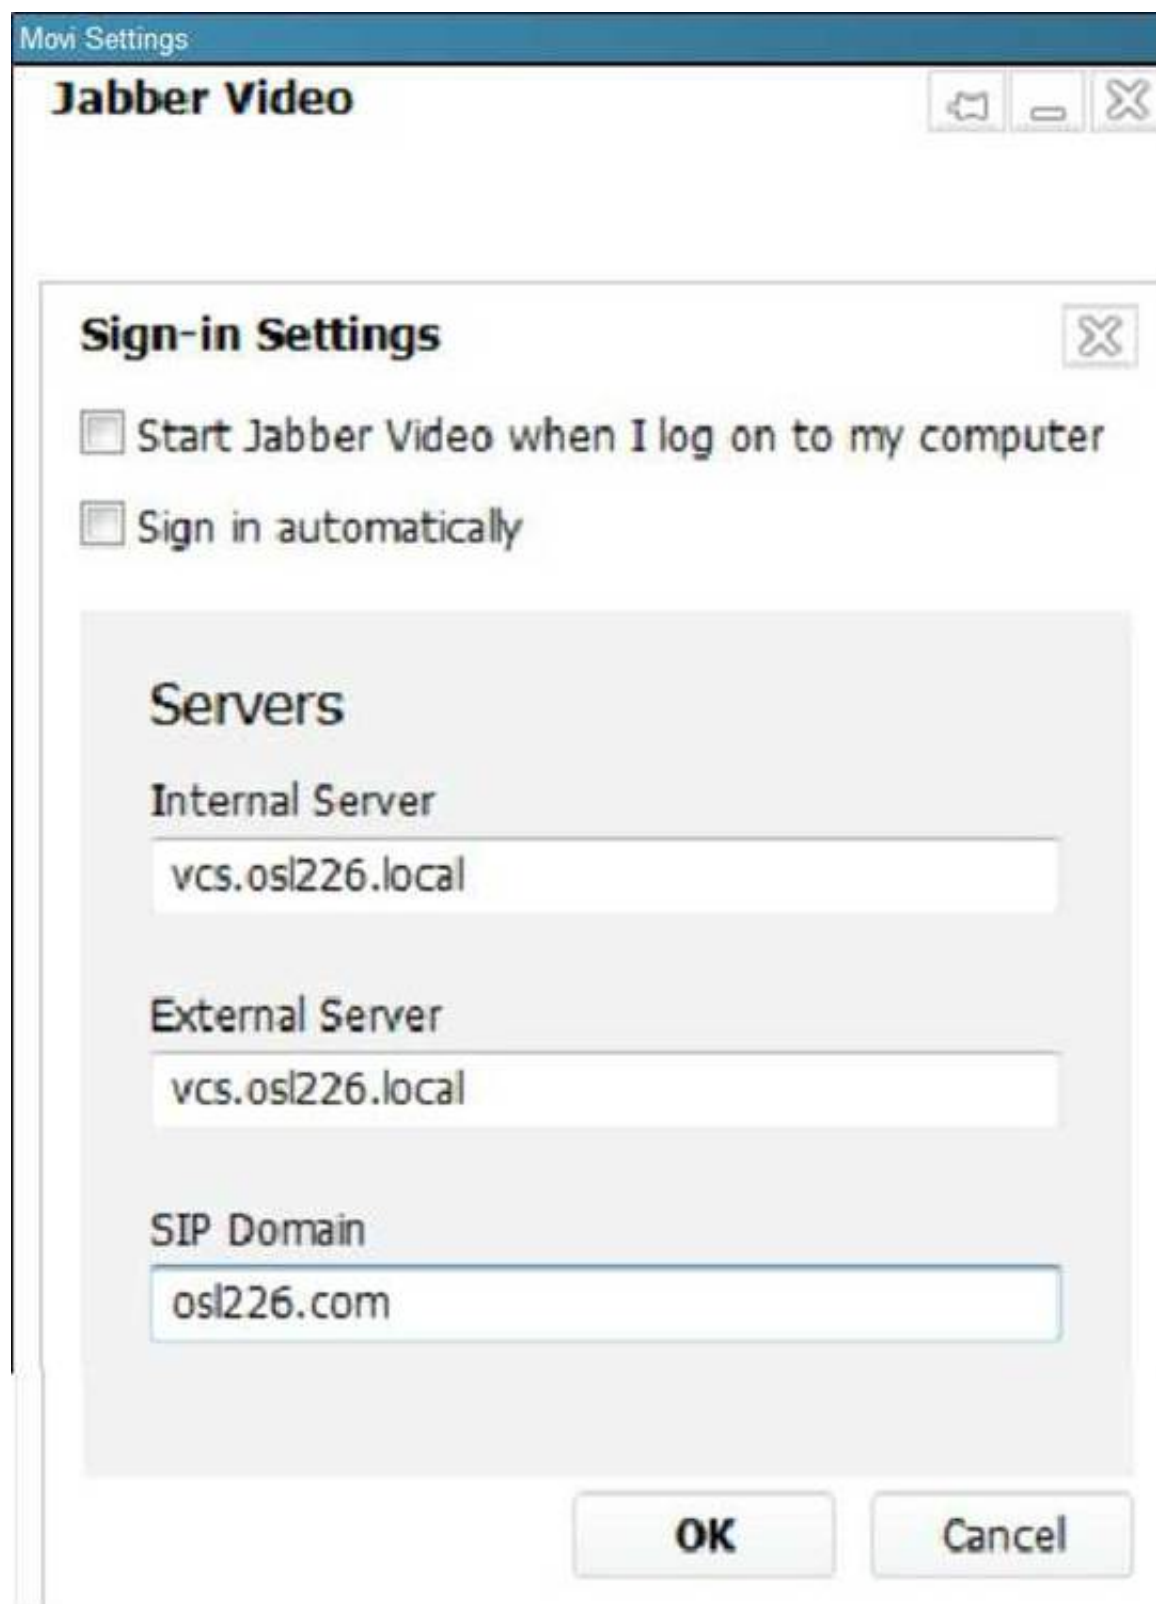 Movi Settings
Jabber Video
Sign-in Settings
Start Jabber Video when I log on to my computer
Sign in automatically
Servers
Internal Server
vcs.osl226.local
External Server
vcs.osl226.local
SIP Domain
osl226.com
OK
Cancel